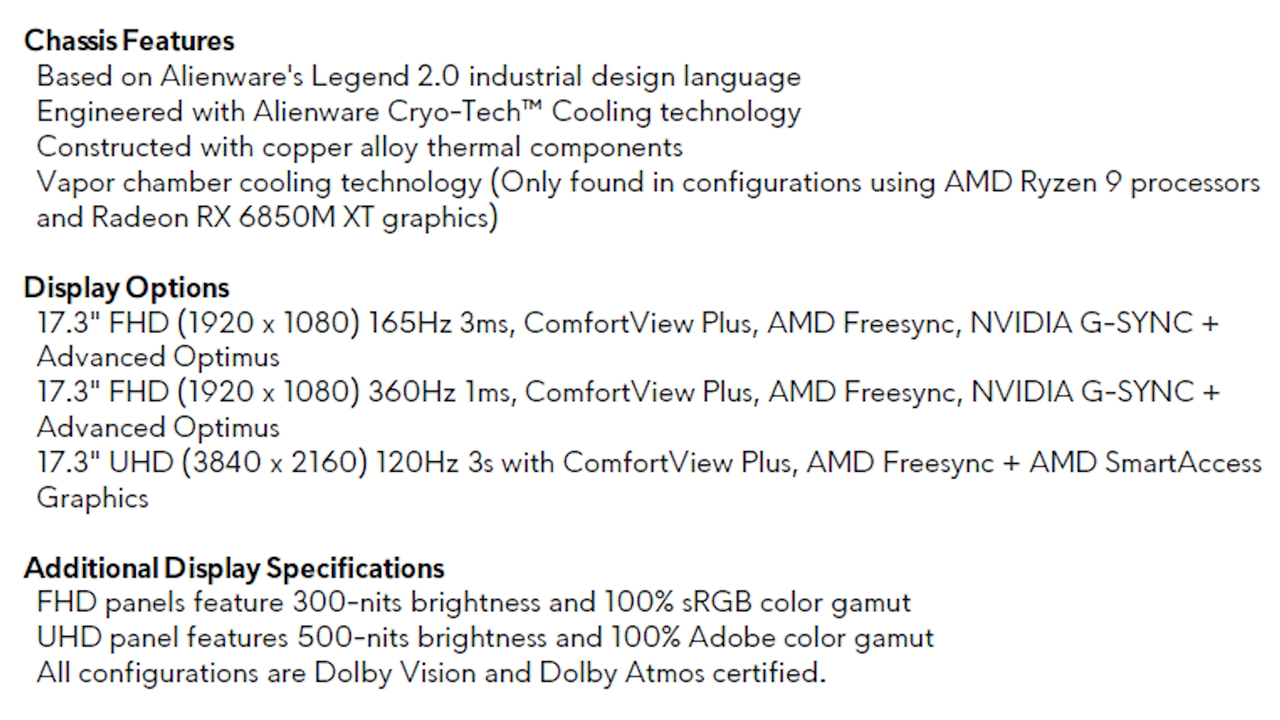 Chassis Features
Based on Alienware's Legend 2.0 industrial design language
Engineered with Alienware Cryo-Tech™ Cooling technology
Constructed with copper alloy thermal components
Vapor chamber cooling technology (Only found in configurations using AMD Ryzen 9 processors
and Radeon RX 6850M XT graphics)
Display Options
17.3" FHD (1920 x 1080) 165Hz 3ms, ComfortView Plus, AMD Freesync, NVIDIA G-SYNC +
Advanced Optimus
17.3" FHD (1920 x 1080) 360Hz 1ms, ComfortView Plus, AMD Freesync, NVIDIA G-SYNC +
Advanced Optimus
17.3" UHD (3840 x 2160) 120Hz 3s with ComfortView Plus, AMD Freesync + AMD SmartAccess
Graphics
Additional Display Specifications
FHD panels feature 300-nits brightness and 100% sRGB color gamut
UHD panel features 500-nits brightness and 100% Adobe color gamut
All configurations are Dolby Vision and Dolby Atmos certified.